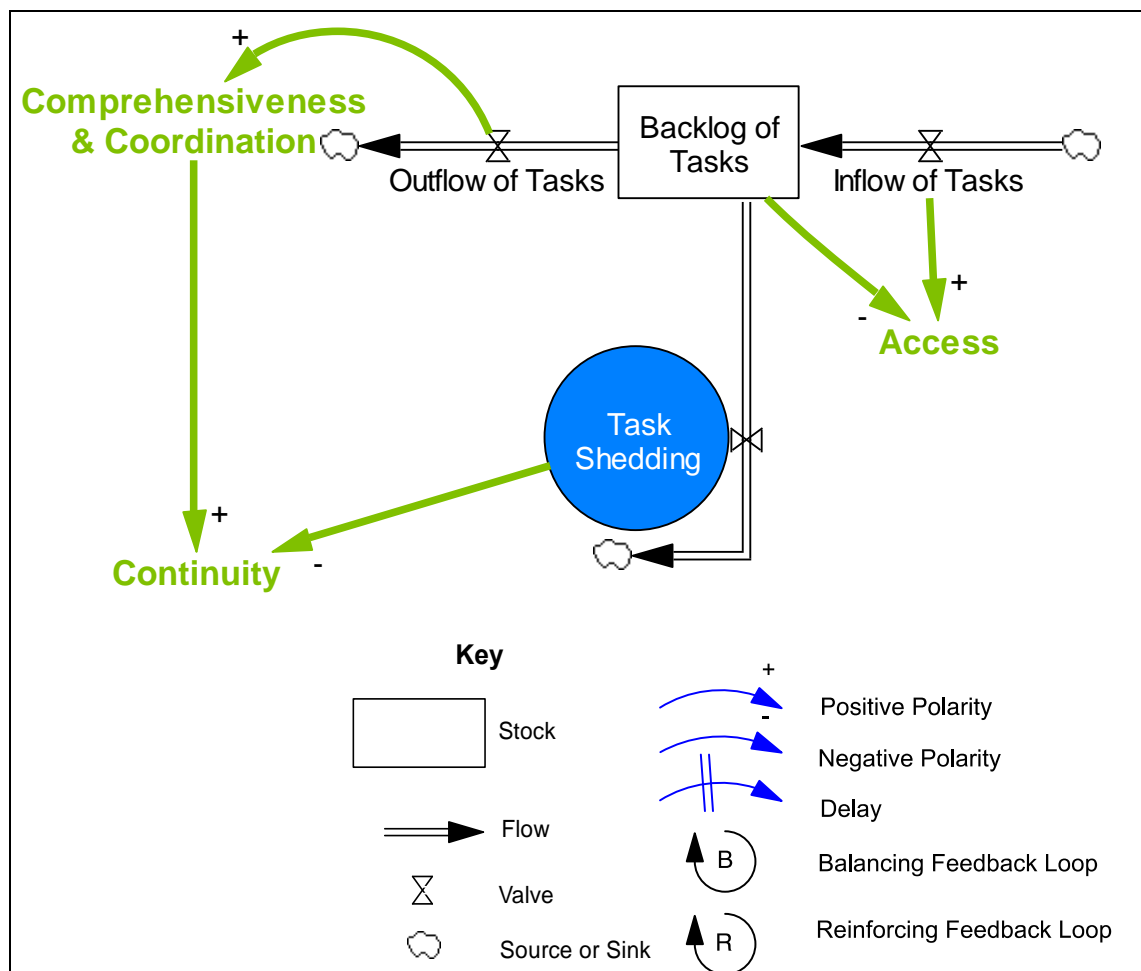 +
Comprehensiveness
& Coordination
Backlog of
Tasks
Outflow of Tasks
Inflow of Tasks
+
-
Access
Task
Shedding
+
-
Continuity
Key
Stock
Flow
Valve
Source or Sink
+
Positive Polarity
-
Negative Polarity
Delay
B
Balancing Feedback Loop
R
Reinforcing Feedback Loop